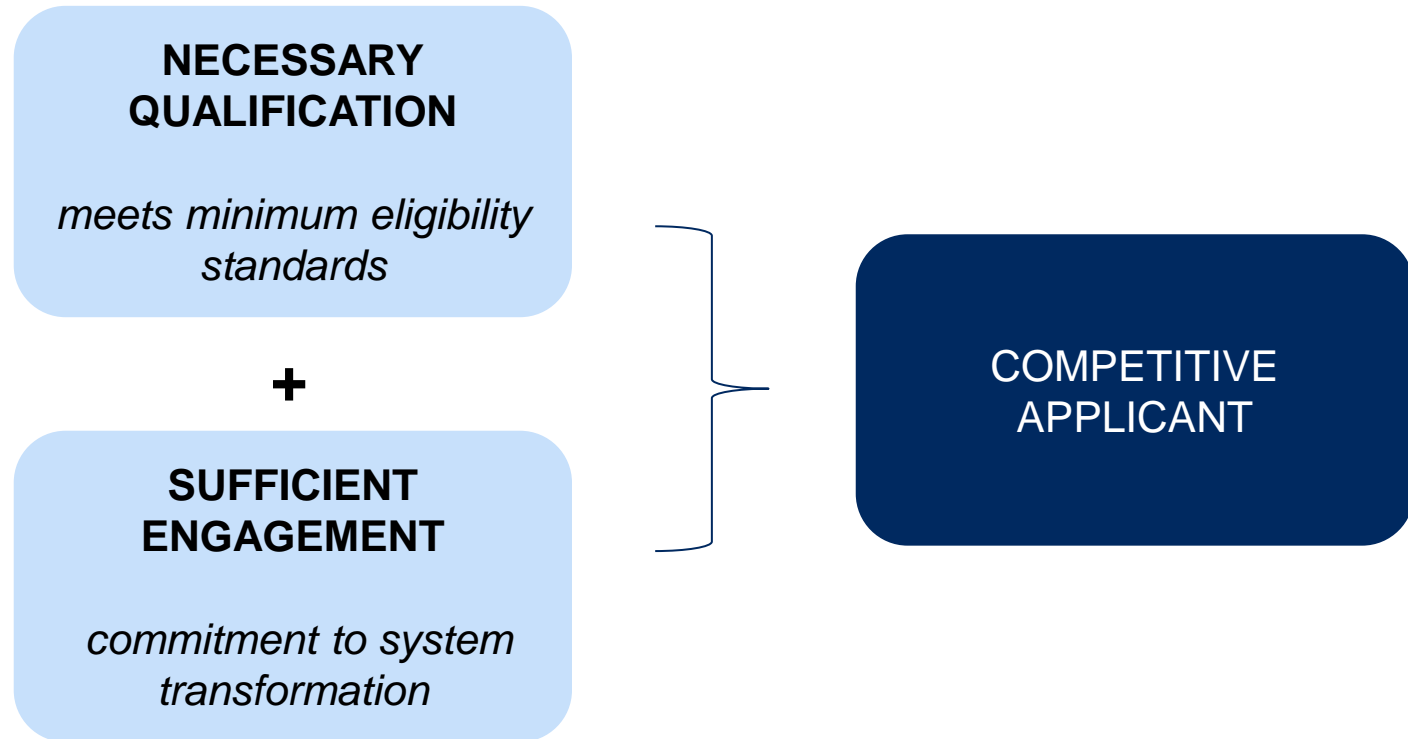 NECESSARY
QUALIFICATION
meets minimum eligibility
standards
+
SUFFICIENT
ENGAGEMENT
commitment to system
transformation
COMPETITIVE
APPLICANT